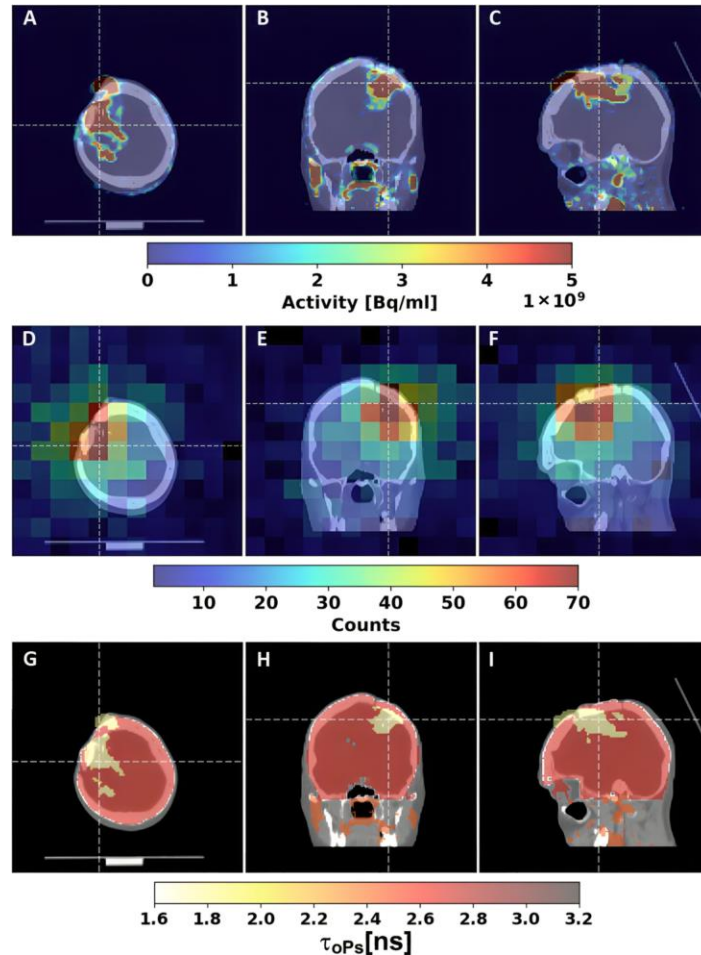 A B C
0 1 2 3 4 5
Activity [Bq/ml] 1×10⁹
D E F
10 20 30 40 50 60 70
Counts
G H I
1.6 1.8 2.0 2.2 2.4 2.6 2.8 3.0 3.2
τoPs[ns]